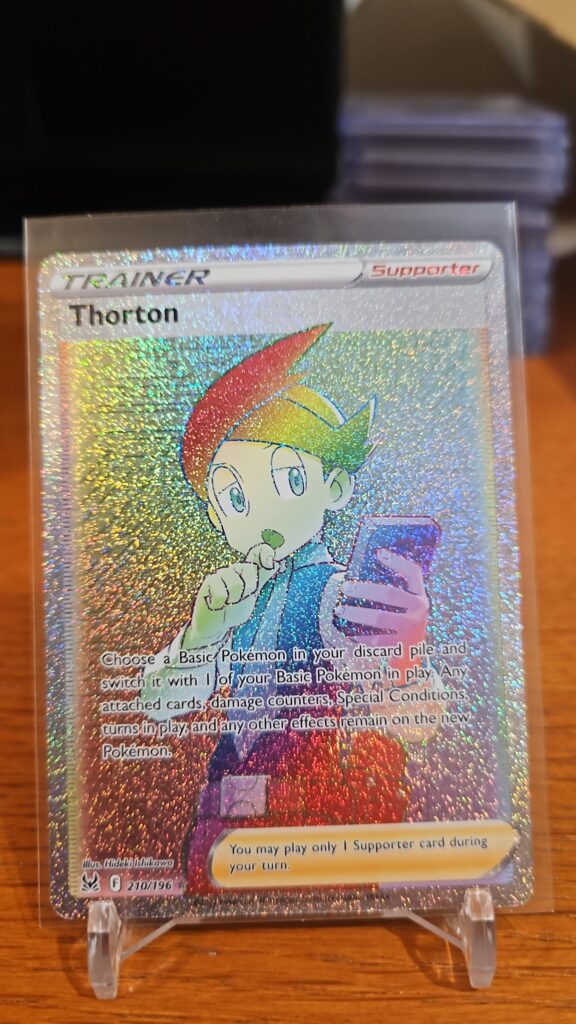 TRAINER Supporter
Thorton
Choose a Basic Pokémon in your discard pile and
switch it with 1 of your Basic Pokémon in play. Any
attached cards, damage counters, Special Conditions,
turns in play, and any other effects remain on the new
Pokémon.
You may play only 1 Supporter card during
your turn.
Illus. Hideki Ishikawa
F 210/196